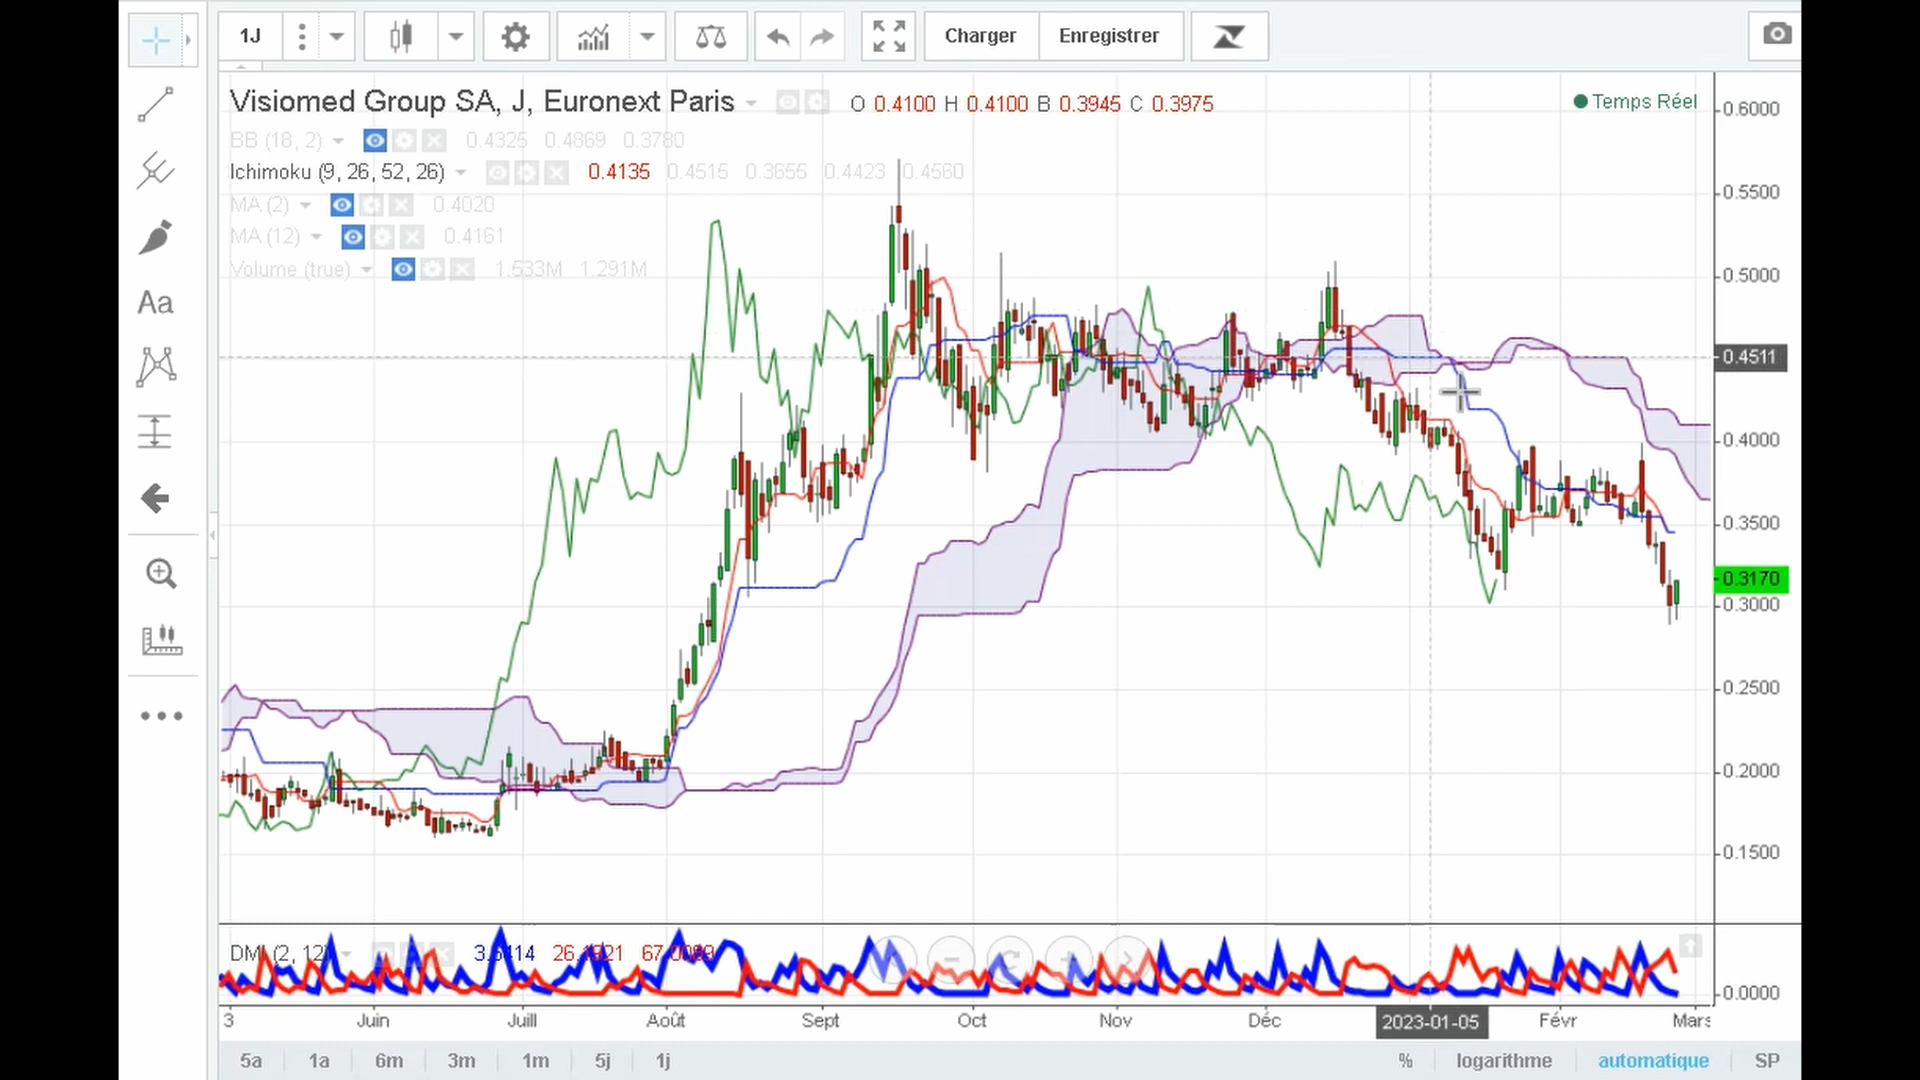 1J Charger Enregistrer
Visiomed Group SA, J, Euronext Paris O 0.4100 H 0.4100 B 0.3945 C 0.3975
Temps Réel
BB (18, 2) 0.4325 0.4869 0.3780
Ichimoku (9, 26, 52, 26) 0.4135 0.4515 0.3655 0.4423 0.4560
MA (2) 0.4020
MA (12) 0.4161
Volume (true) 1.533M 1.291M
Aa
0.6000
0.5500
0.5000
0.4511
0.4000
0.3500
0.3170
0.3000
0.2500
0.2000
0.1500
DMI (2, 12)
0.0000
3 Juin Juill Août Sept Oct Nov Déc 2023-01-05 Févr Mars
5a 1a 6m 3m 1m 5j 1j % logarithme automatique SP